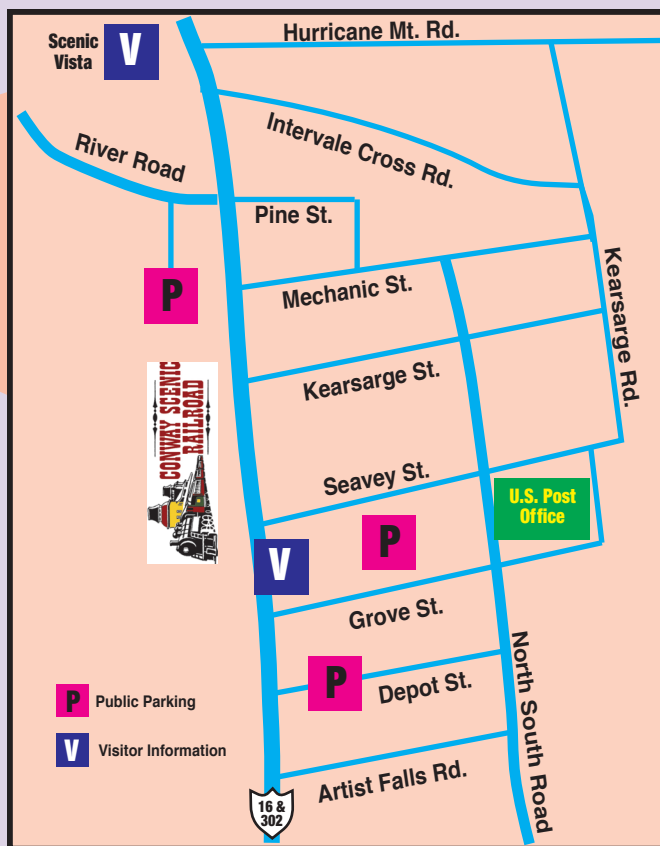 Scenic
Vista
V
Hurricane Mt. Rd.
Intervale Cross Rd.
River Road
Pine St.
P
Mechanic St.
Kearsarge Rd.
Kearsarge St.
CONWAY SCENIC
RAILROAD
Seavey St.
U.S. Post
Office
P
V
Grove St.
P
Depot St.
North South Road
P Public Parking
V Visitor Information
Artist Falls Rd.
16 &
302